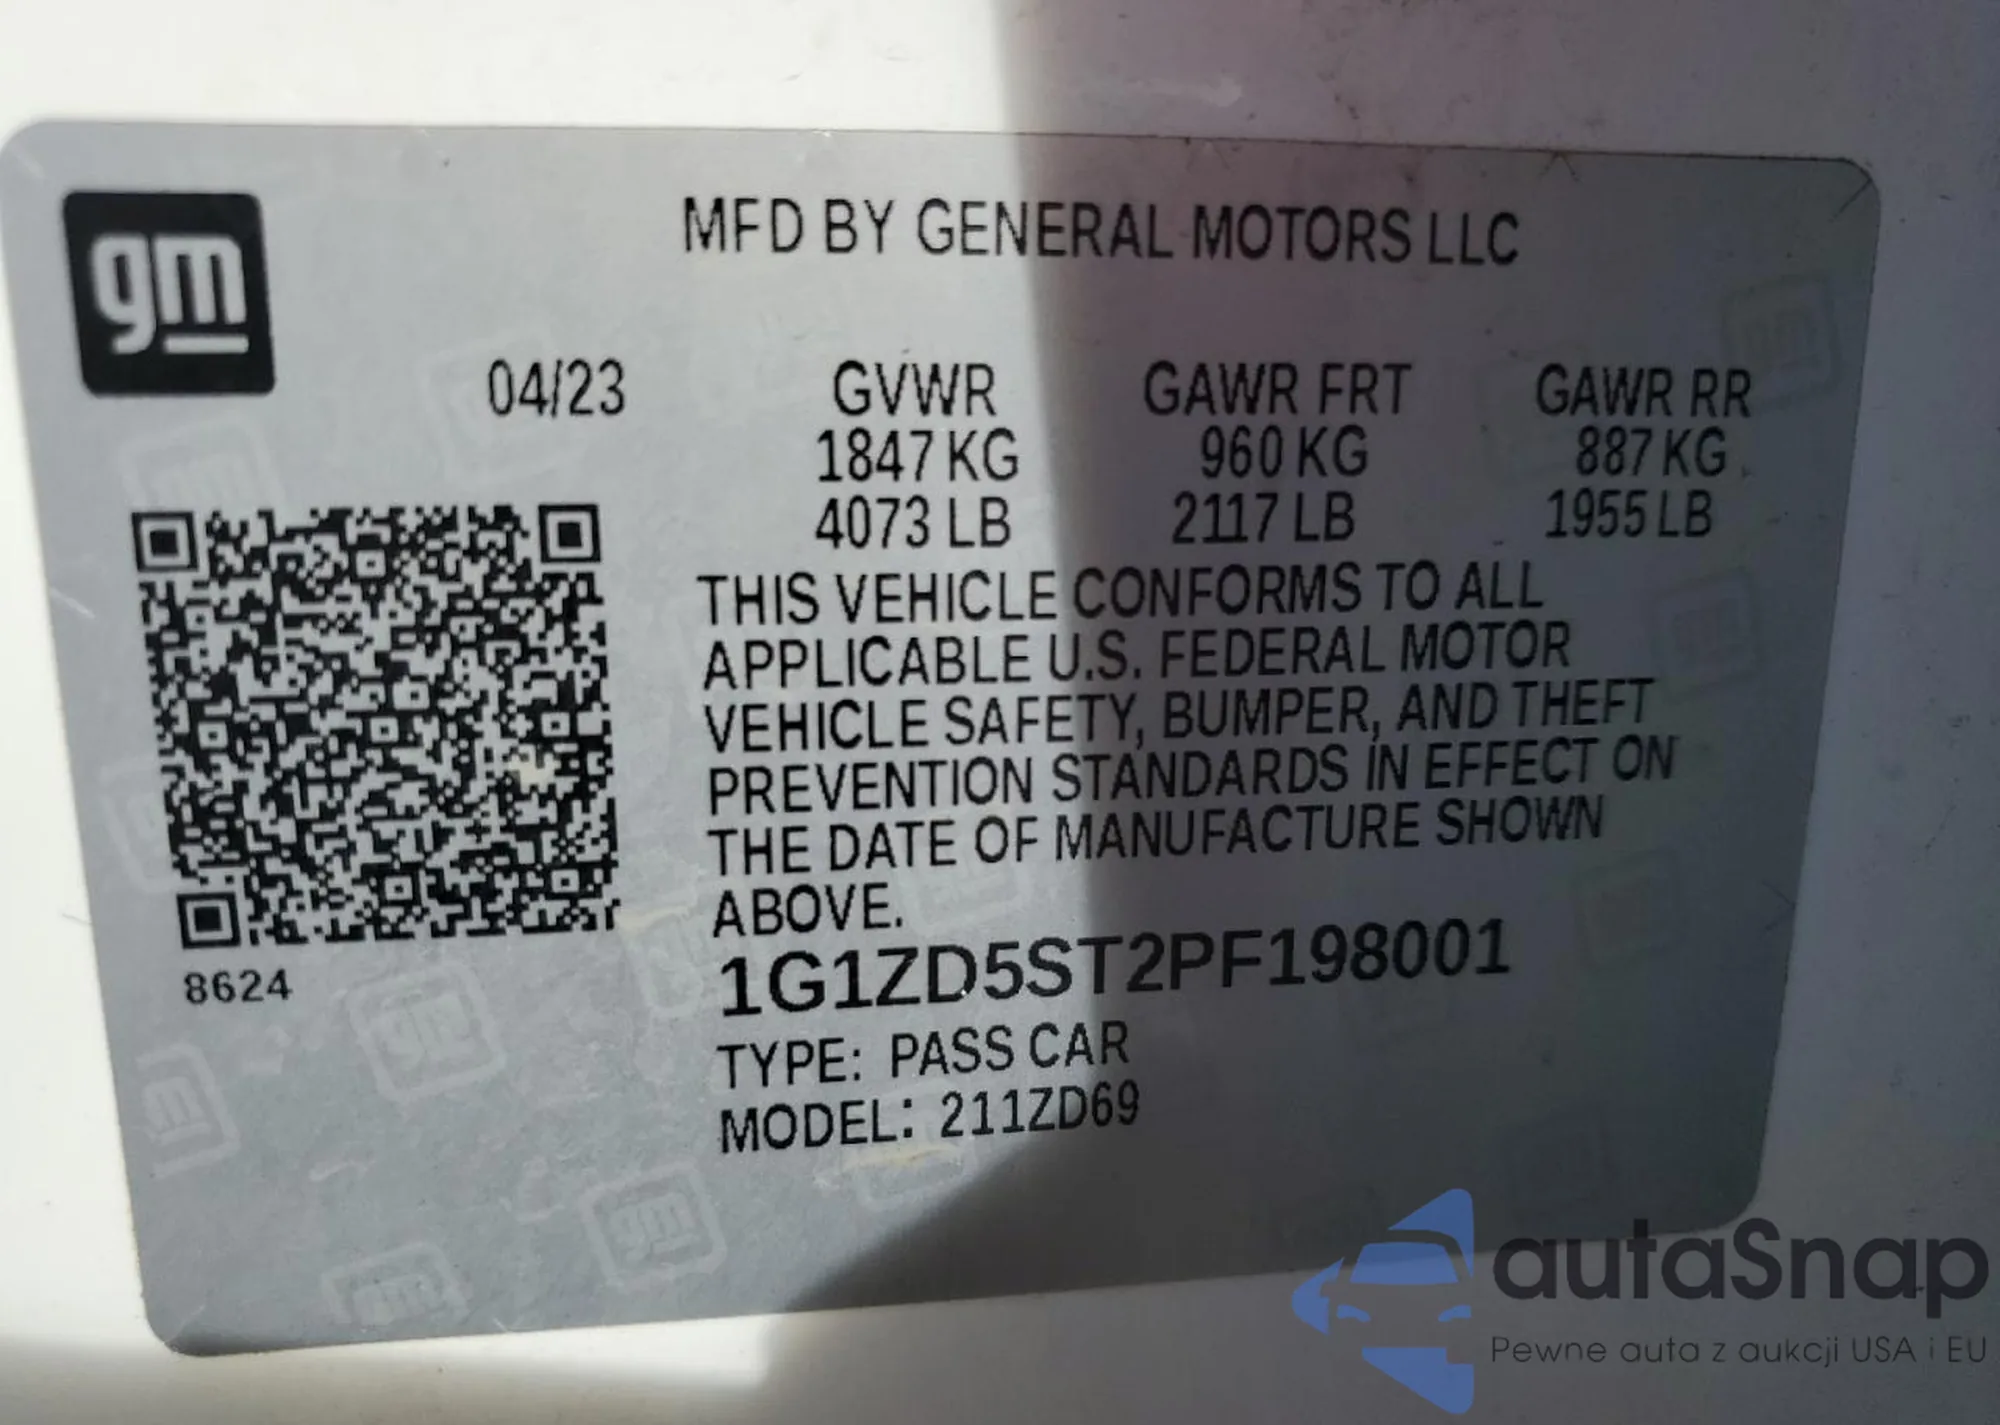 gm
MFD BY GENERAL MOTORS LLC
04/23 GVWR GAWR FRT GAWR RR
1847 KG 960 KG 887 KG
4073 LB 2117 LB 1955 LB
THIS VEHICLE CONFORMS TO ALL
APPLICABLE U.S. FEDERAL MOTOR
VEHICLE SAFETY, BUMPER, AND THEFT
PREVENTION STANDARDS IN EFFECT ON
THE DATE OF MANUFACTURE SHOWN
ABOVE.
1G1ZD5ST2PF198001
8624
TYPE: PASS CAR
MODEL: 211ZD69
autaSnap
Pewne auta z aukcji USA i EU